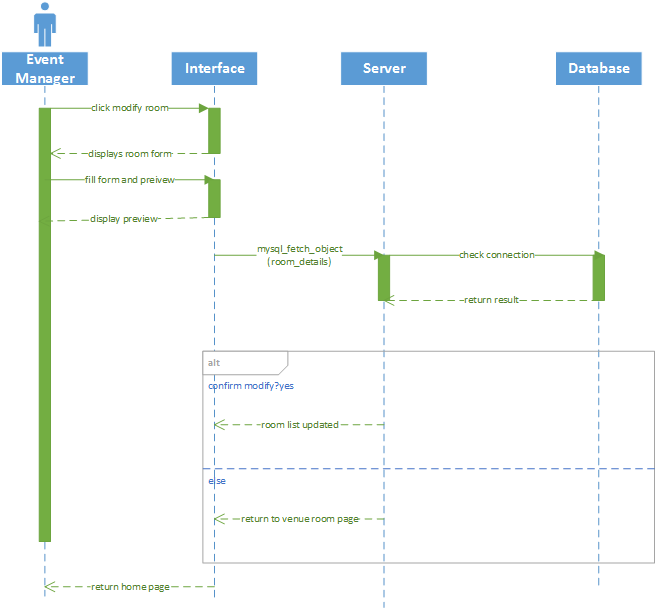 Event
Manager
Interface
Server
Database
click modify room
displays room form
fill form and preivew
display preview
mysql_fetch_object
(room_details)
check connection
return result
alt
confirm modify?yes
room list updated
else
return to venue room page
return home page